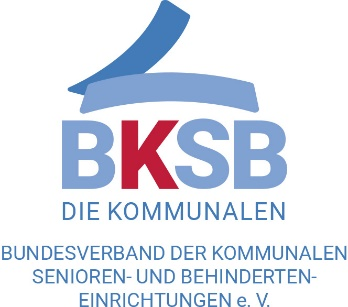 BKSB
DIE KOMMUNALEN
BUNDESVERBAND DER KOMMUNALEN
SENIOREN- UND BEHINDERTEN-
EINRICHTUNGEN e. V.